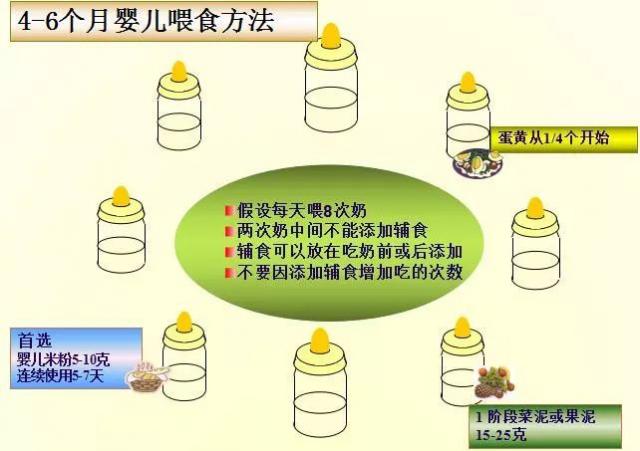 4-6个月婴儿喂食方法
蛋黄从1/4个开始
假设每天喂8次奶
两次奶中间不能添加辅食
辅食可以放在吃奶前或后添加
不要因添加辅食增加吃的次数
首选
婴儿米粉5-10克
连续使用5-7天
1 阶段菜泥或果泥
15-25克